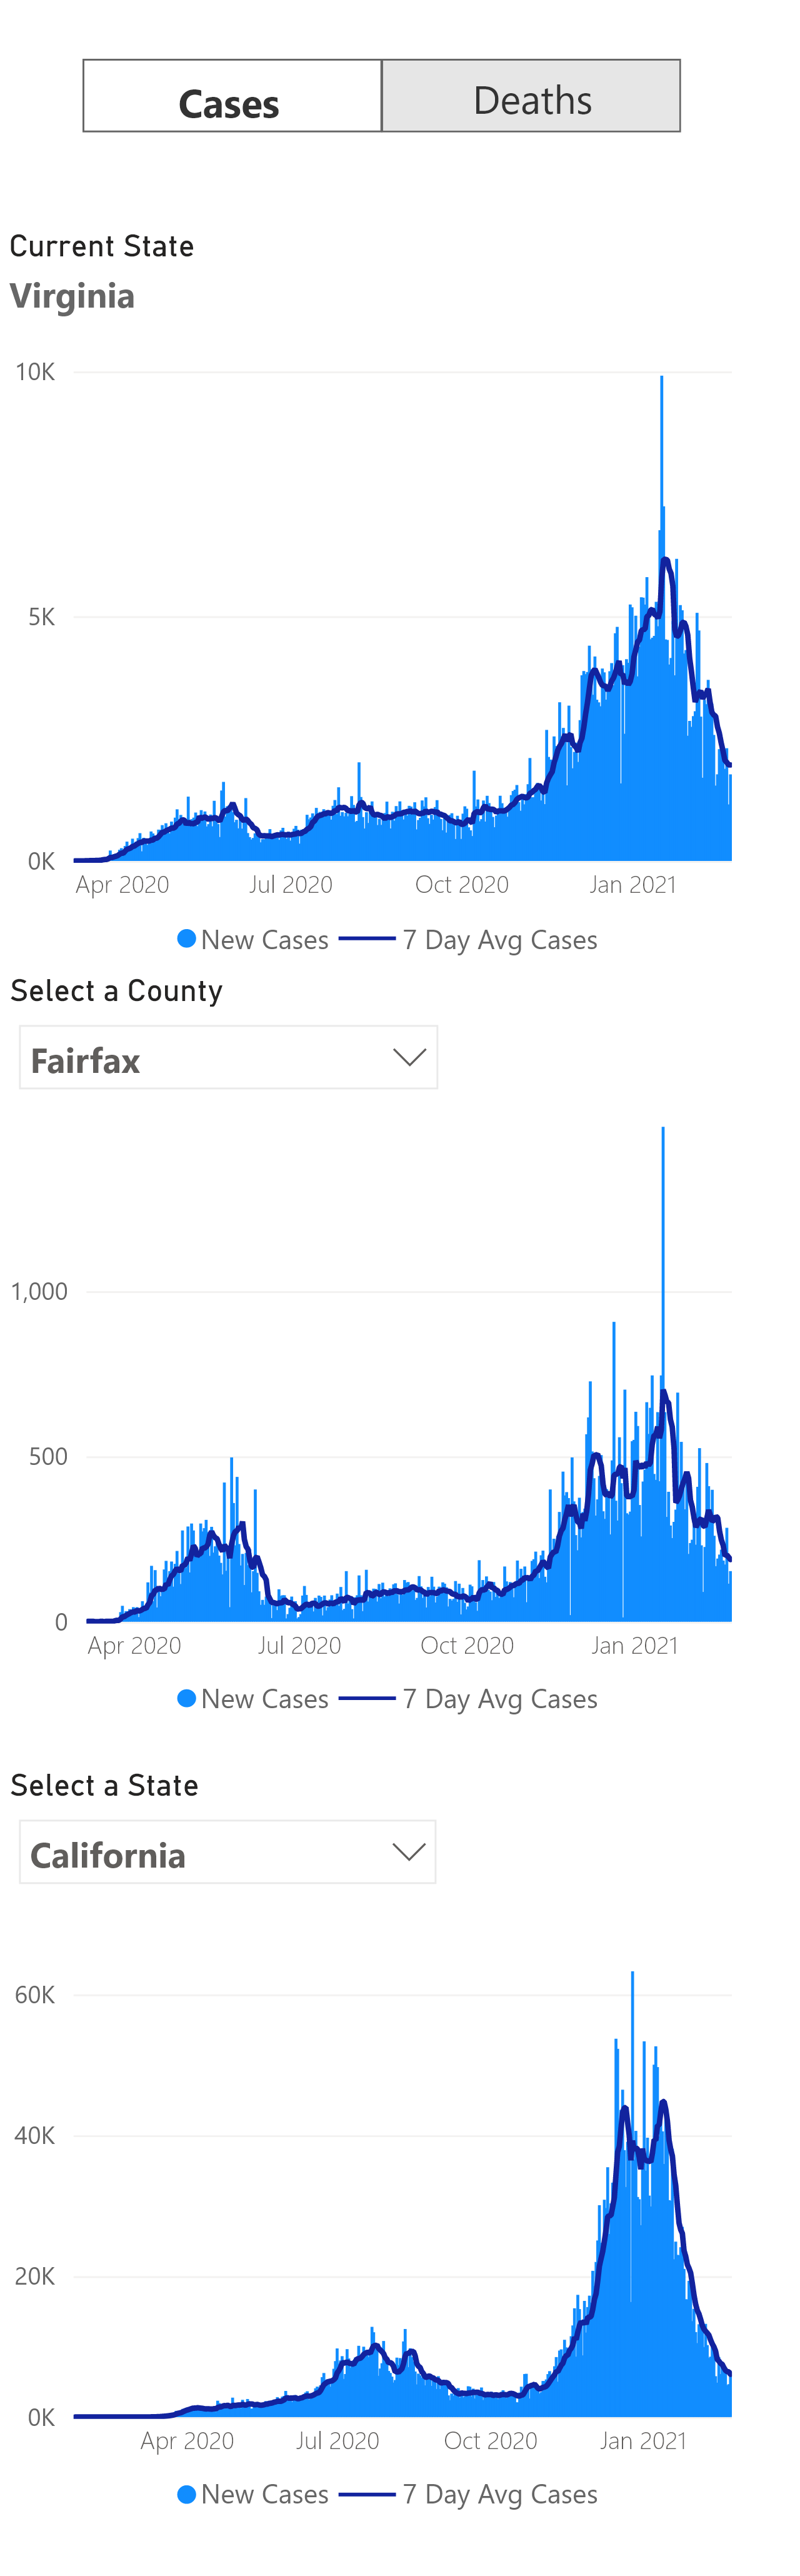 Cases Deaths
Current State
Virginia
10K
5K
0K
Apr 2020 Jul 2020 Oct 2020 Jan 2021
New Cases 7 Day Avg Cases
Select a County
Fairfax
1,000
500
0
Apr 2020 Jul 2020 Oct 2020 Jan 2021
New Cases 7 Day Avg Cases
Select a State
California
60K
40K
20K
0K
Apr 2020 Jul 2020 Oct 2020 Jan 2021
New Cases 7 Day Avg Cases